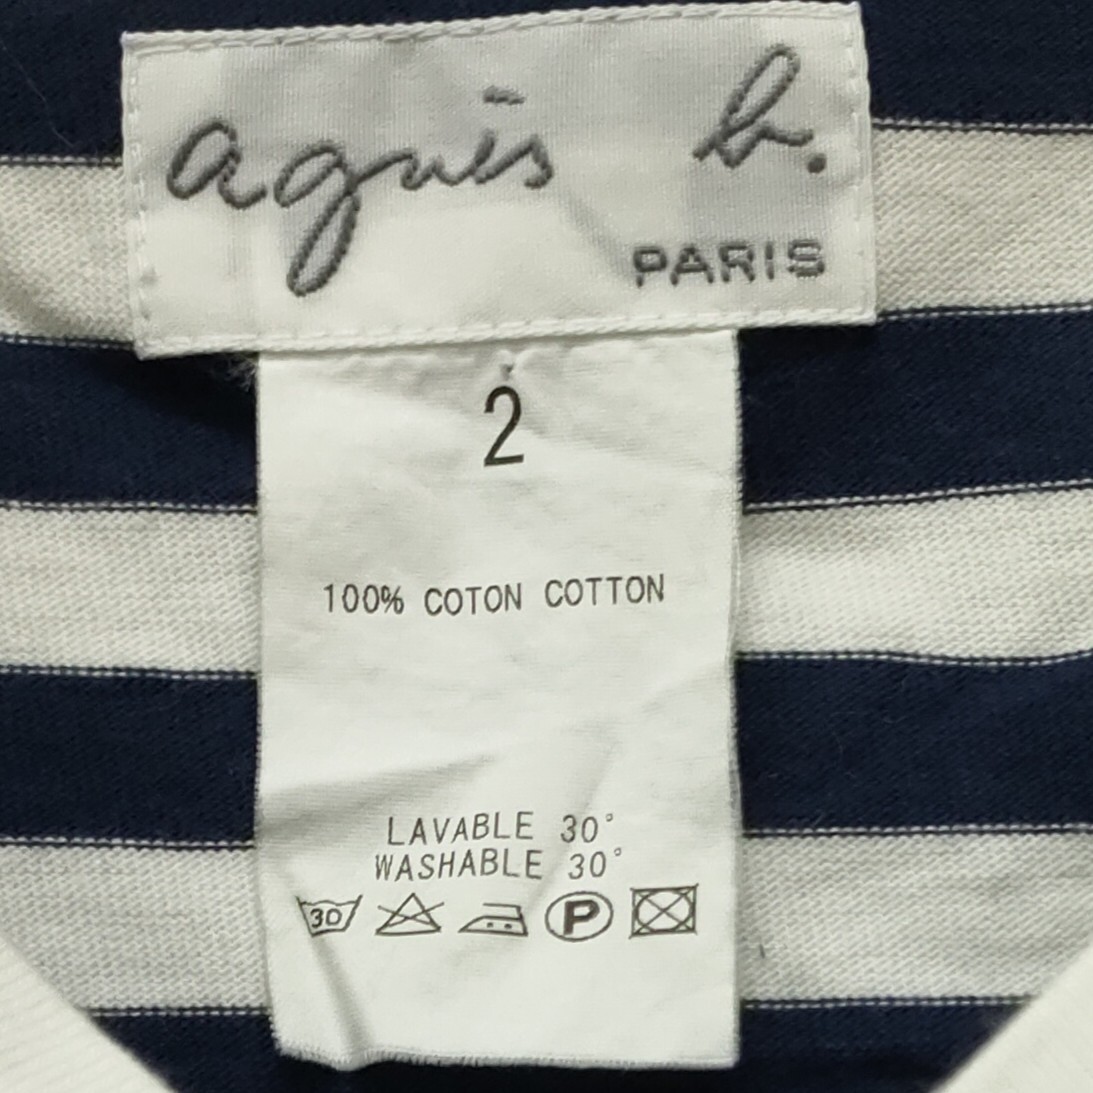 agnès b.
PARIS
2
100% COTON COTTON
LAVABLE 30°
WASHABLE 30°
30 P